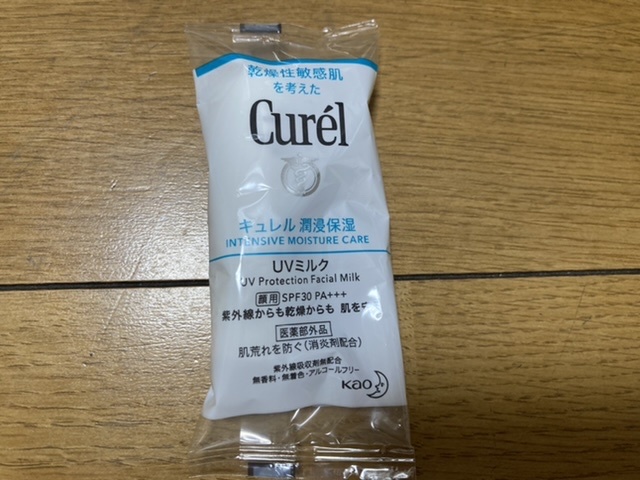 乾燥性敏感肌
を考えた
Curél
キュレル 潤浸保湿
INTENSIVE MOISTURE CARE
UVミルク
UV Protection Facial Milk
顔用 SPF30 PA+++
紫外線からも乾燥からも 肌を
医薬部外品
肌荒れを防ぐ(消炎剤配合)
紫外線吸収剤無配合
無香料・無着色・アルコールフリー
Kao